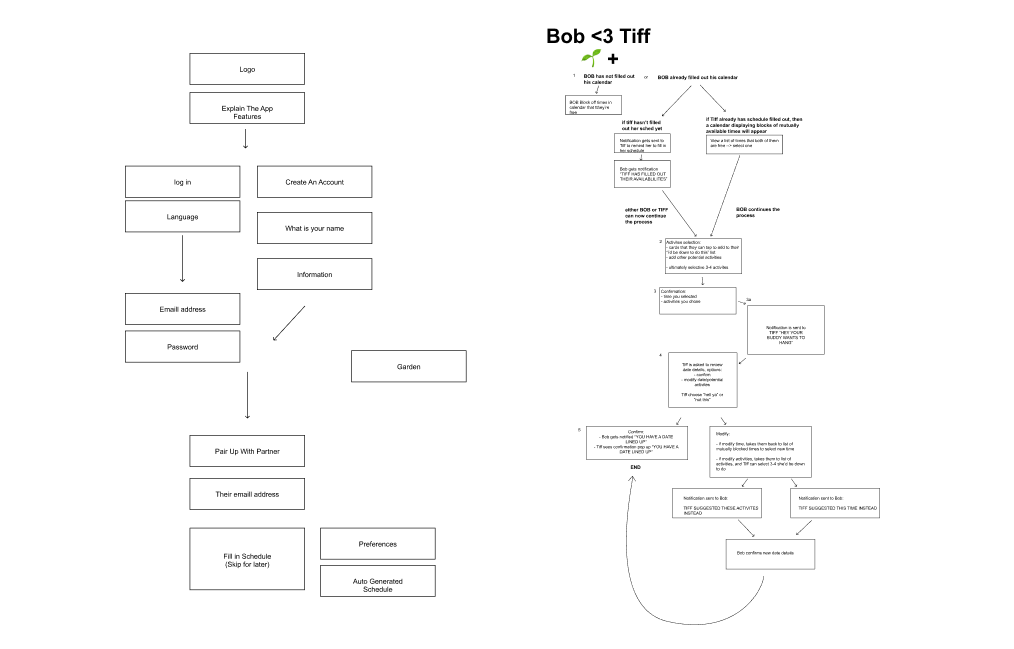 Logo
Explain The App
Features
log in
Create An Account
Language
What is your name
Information
Emaill address
Password
Garden
Pair Up With Partner
Their emaill address
Fill in Schedule
(Skip for later)
Preferences
Auto Generated
Schedule
Bob <3 Tiff
+
1
BOB has not filled out
his calendar
or
BOB already filled out his calendar
BOB Block off times in
calendar that they're
free
if tiff hasn't filled
out her sched yet
Notification gets sent to
Tiff to remind her to fill in
her schedule
Bob gets notification
"TIFF HAS FILLED OUT
THEIR AVAILABLILITES"
if Tiff already has schedule filled out, then
a calendar displaying blocks of mutually
available times will appear
View a list of times that both of them
are free --> select one
either BOB or TIFF
can now continue
the process
BOB continues the
process
2
Activities selection:
- cards that they can tap to add to their
"i'd be down to do this" list
- add other potential activities
- ultimately selective 3-4 activities
3
Confirmation:
- time you selected
- activities you chose
3a
Notification is sent to
TIFF "HEY YOUR
BUDDY WANTS TO
HANG"
4
Tiff is asked to review
date details, options:
- confirm
- modify date/potential
activities
Tiff choose "hell ya" or
"not this"
5
Confirm:
- Bob gets notified "YOU HAVE A DATE
LINED UP"
- Tiff sees confirmation pop up "YOU HAVE A
DATE LINED UP"
END
Modify:
- if modify time, takes them back to list of
mutually blocked times to select new time
- if modify activities, takes them to list of
activities, and Tiff can select 3-4 she'd be down
to do
Notification sent to Bob:
TIFF SUGGESTED THESE ACTIVITES
INSTEAD
Notification sent to Bob:
TIFF SUGGESTED THIS TIME INSTEAD
Bob confirms new date details